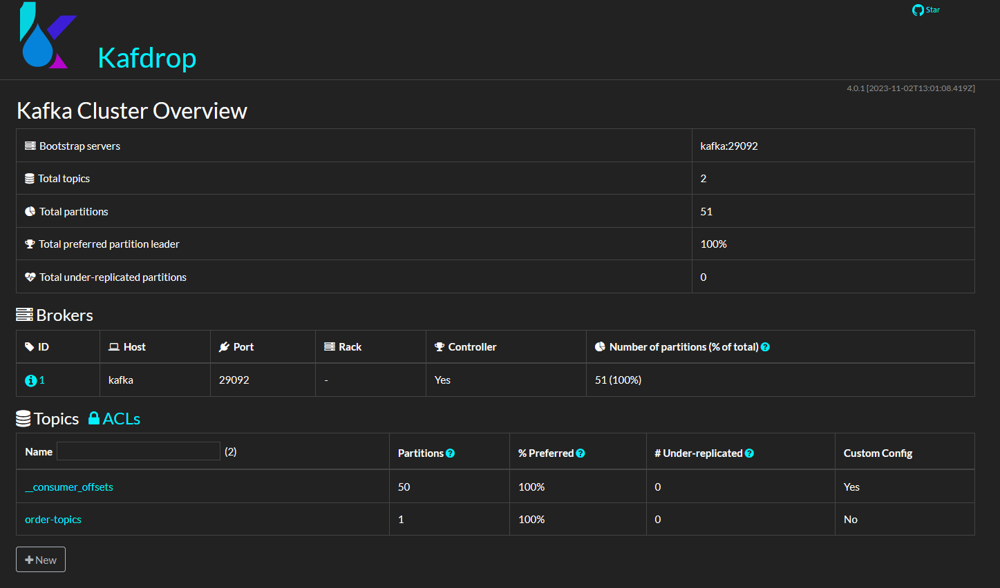 Star
Kafdrop
4.0.1 [2023-11-02T13:01:08.419Z]
Kafka Cluster Overview
Bootstrap servers kafka:29092
Total topics 2
Total partitions 51
Total preferred partition leader 100%
Total under-replicated partitions 0
Brokers
ID Host Port Rack Controller Number of partitions (% of total)
1 kafka 29092 - Yes 51 (100%)
Topics ACLs
Name (2) Partitions % Preferred # Under-replicated Custom Config
__consumer_offsets 50 100% 0 Yes
order-topics 1 100% 0 No
New